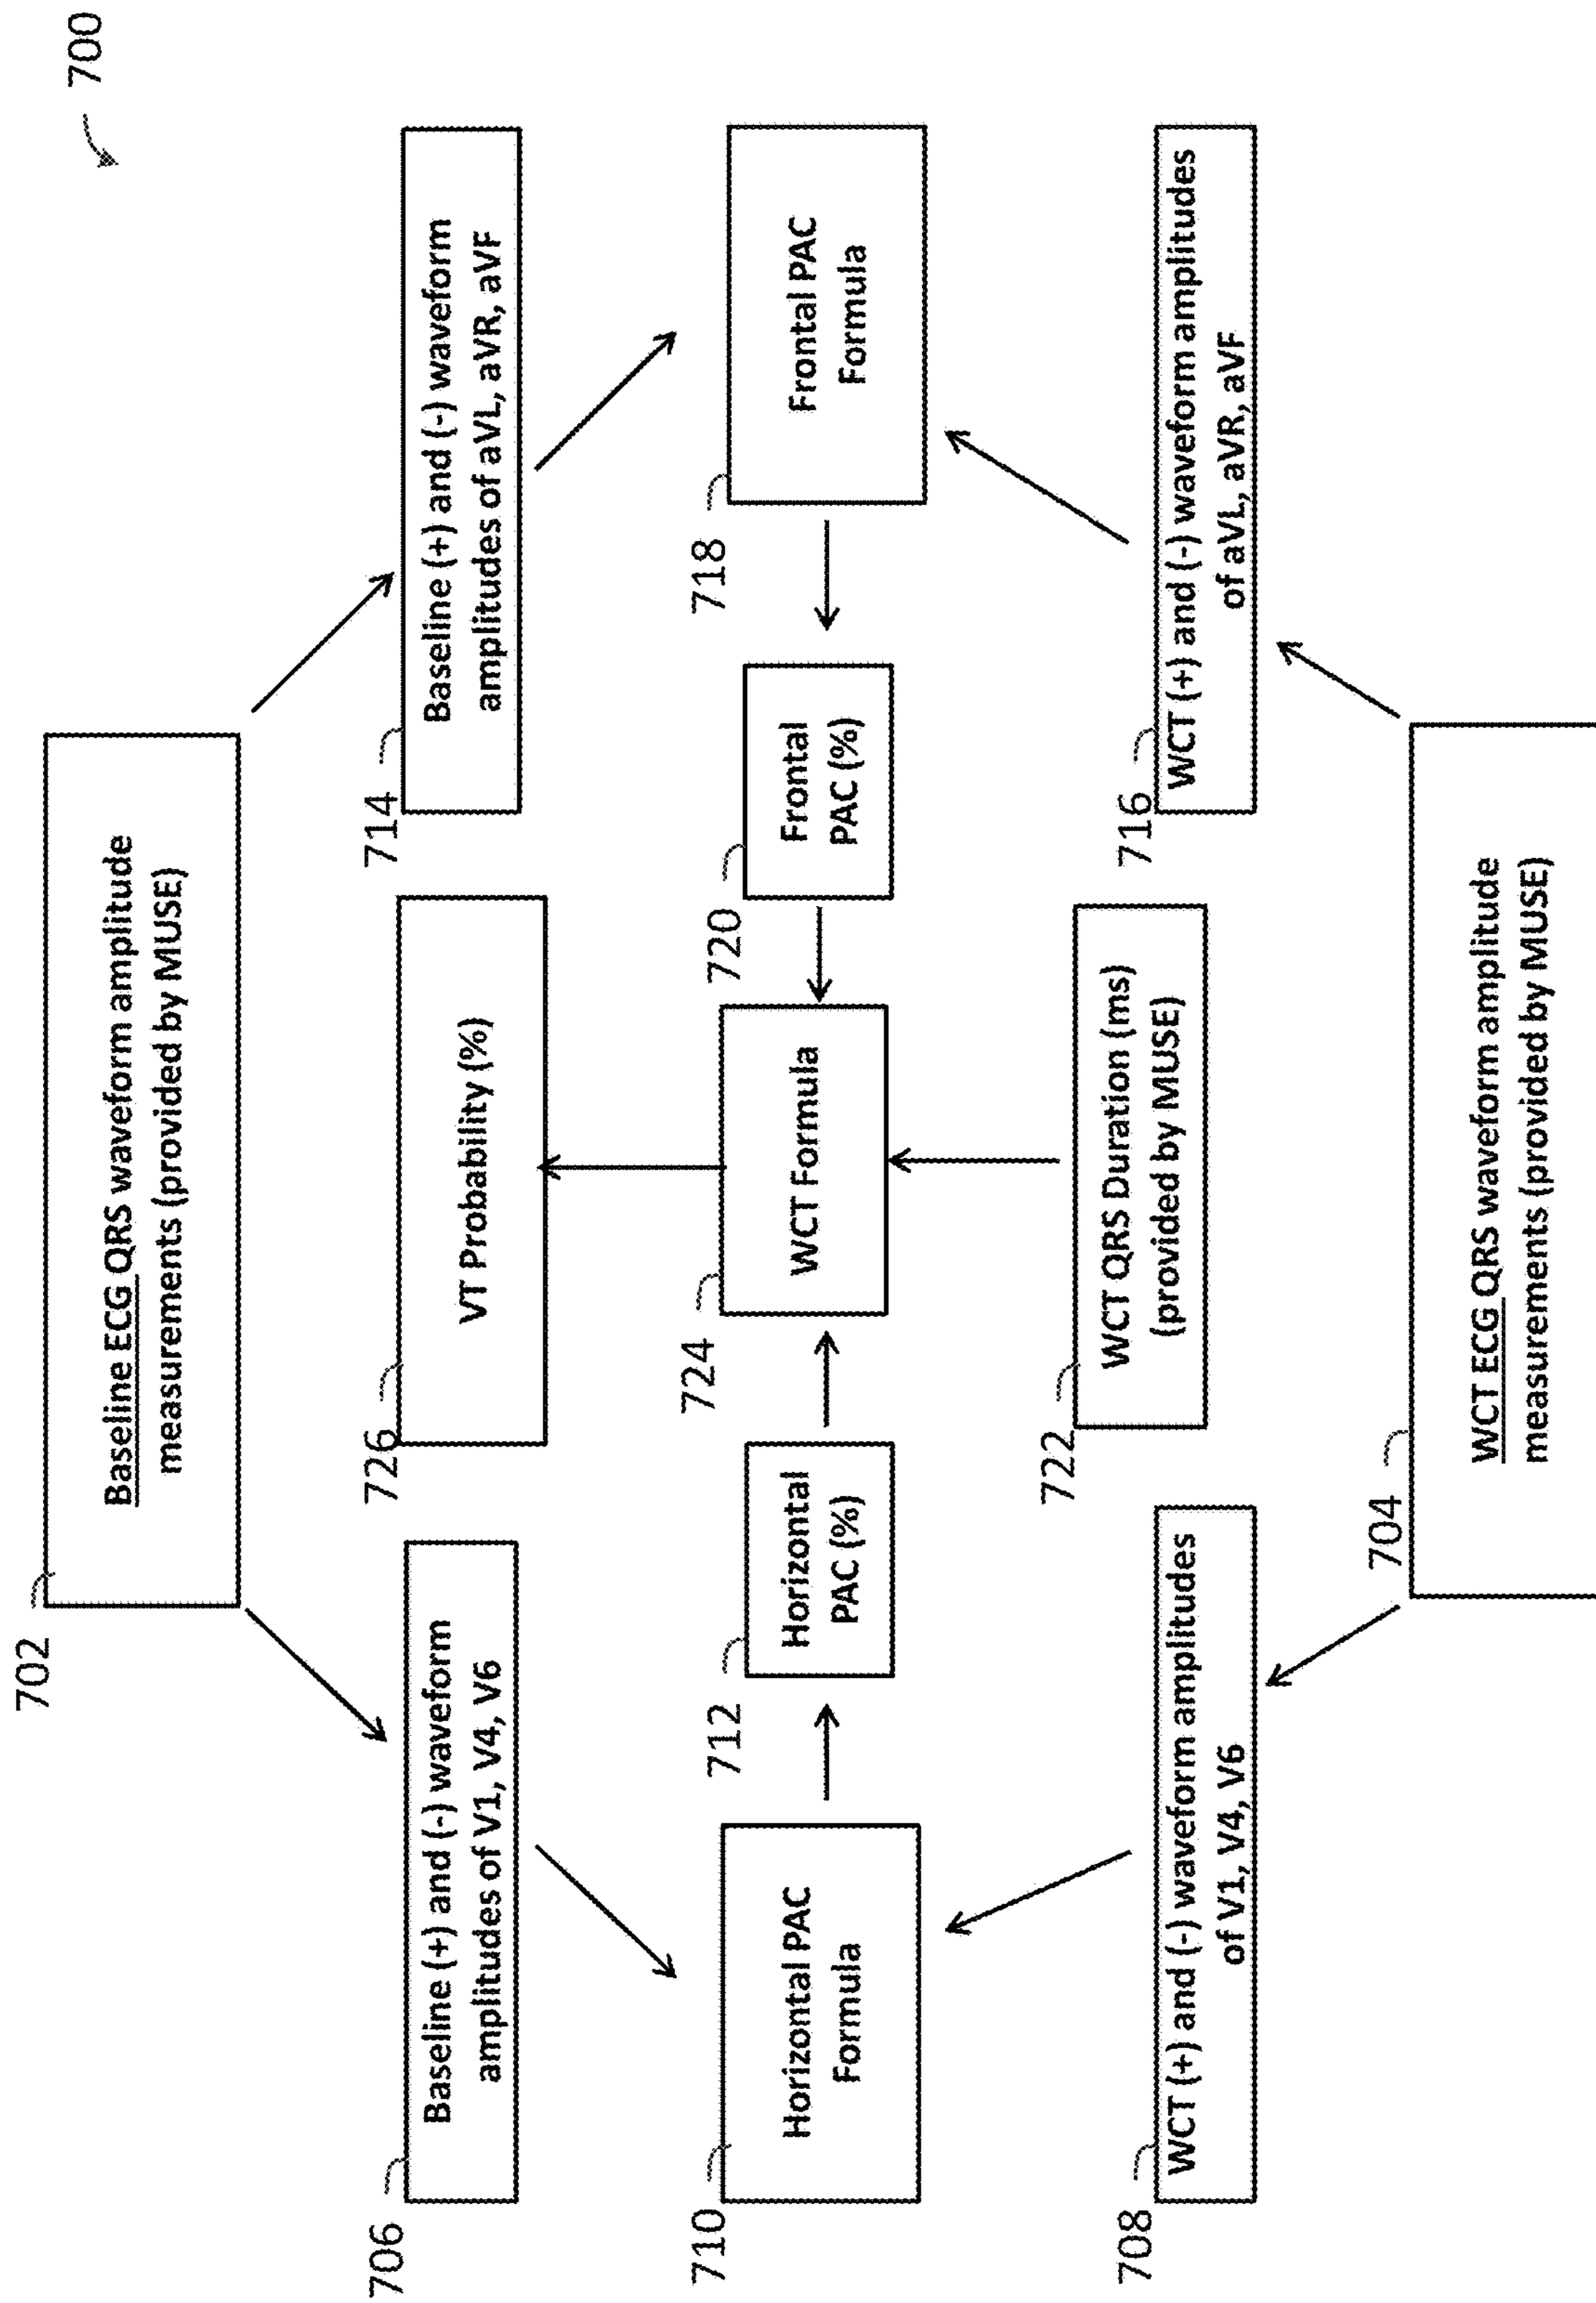 700
702
Baseline ECG QRS waveform amplitude
measurements (provided by MUSE)
706
Baseline (+) and (-) waveform
amplitudes of V1, V4, V6
726
VT Probability (%)
714
Baseline (+) and (-) waveform
amplitudes of aVL, aVR, aVF
710
Horizontal PAC
Formula
712
Horizontal
PAC (%)
724
WCT Formula
720
Frontal
PAC (%)
718
Frontal PAC
Formula
722
WCT QRS Duration (ms)
(provided by MUSE)
708
WCT (+) and (-) waveform amplitudes
of V1, V4, V6
716
WCT (+) and (-) waveform amplitudes
of aVL, aVR, aVF
704
WCT ECG QRS waveform amplitude
measurements (provided by MUSE)